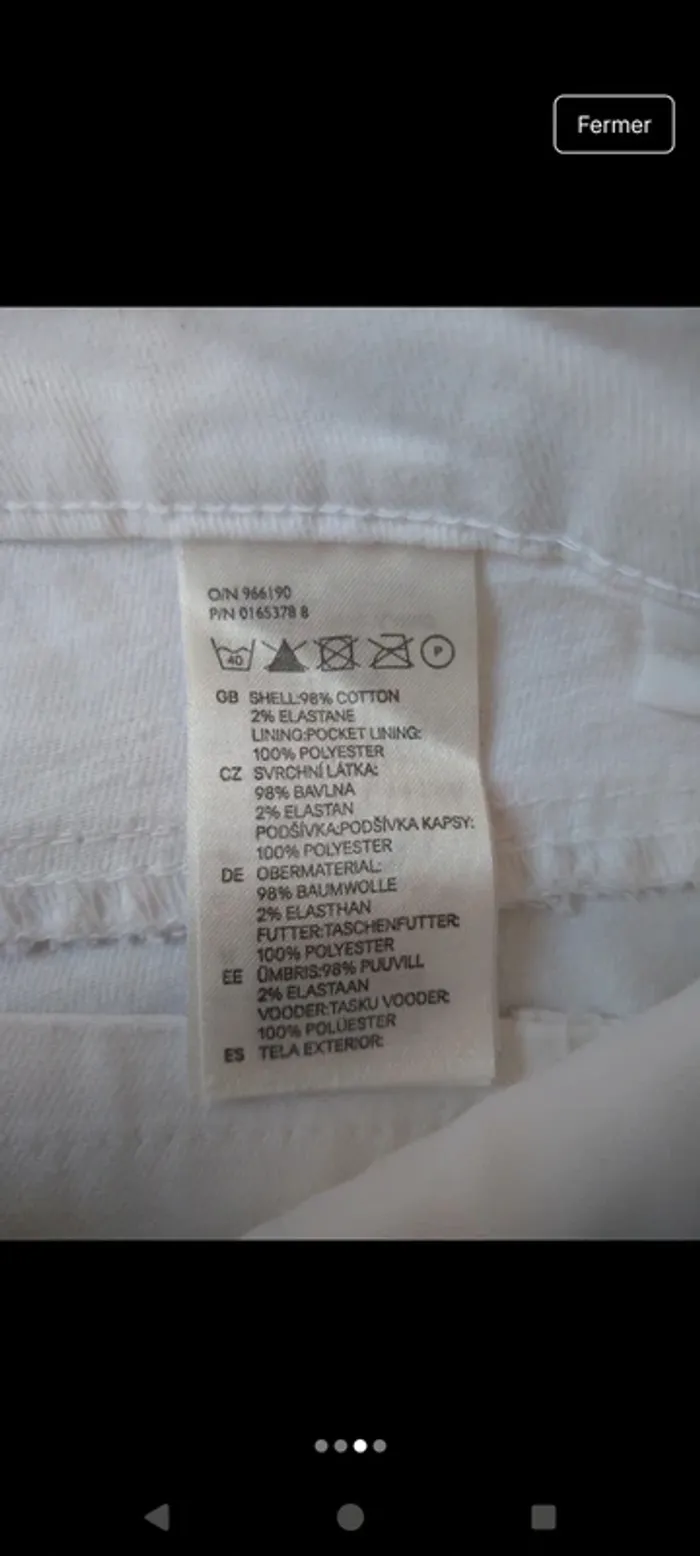 Fermer
O/N 966190
P/N 0165378 8
40
P
GB SHELL:98% COTTON
2% ELASTANE
LINING:POCKET LINING:
100% POLYESTER
CZ SVRCHNÍ LÁTKA:
98% BAVLNA
2% ELASTAN
PODŠÍVKA:PODŠÍVKA KAPSY:
100% POLYESTER
DE OBERMATERIAL:
98% BAUMWOLLE
2% ELASTHAN
FUTTER:TASCHENFUTTER:
100% POLYESTER
EE ÜMBRIS:98% PUUVILL
2% ELASTAAN
VOODER:TASKU VOODER:
100% POLÜESTER
ES TELA EXTERIOR: